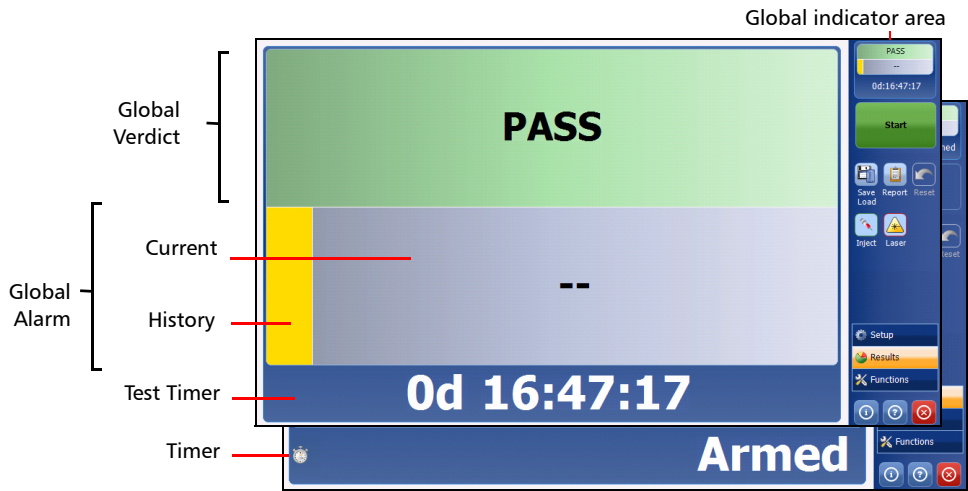 Global indicator area
PASS
--
0d:16:47:17
Start
Save
Load
Report
Reset
Inject
Laser
Setup
Results
Functions
Global
Verdict
PASS
Global
Alarm
Current
--
History
Test Timer
0d 16:47:17
Timer
Armed
Functions